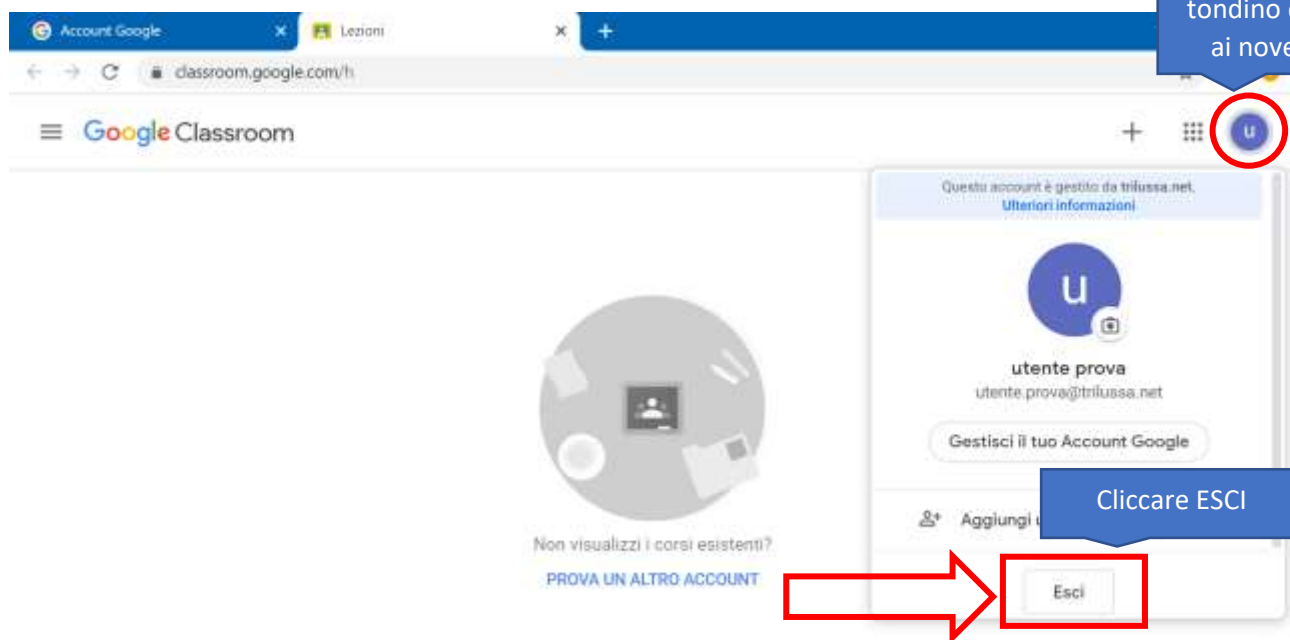 tondino
ai nove
Account Google
Lezioni
classroom.google.com/h
Google Classroom
u
Questo account è gestito da trilussa.net.
Ulteriori informazioni
u
utente prova
utente.prova@trilussa.net
Gestisci il tuo Account Google
Cliccare ESCI
Aggiungi
Non visualizzi i corsi esistenti?
PROVA UN ALTRO ACCOUNT
Esci